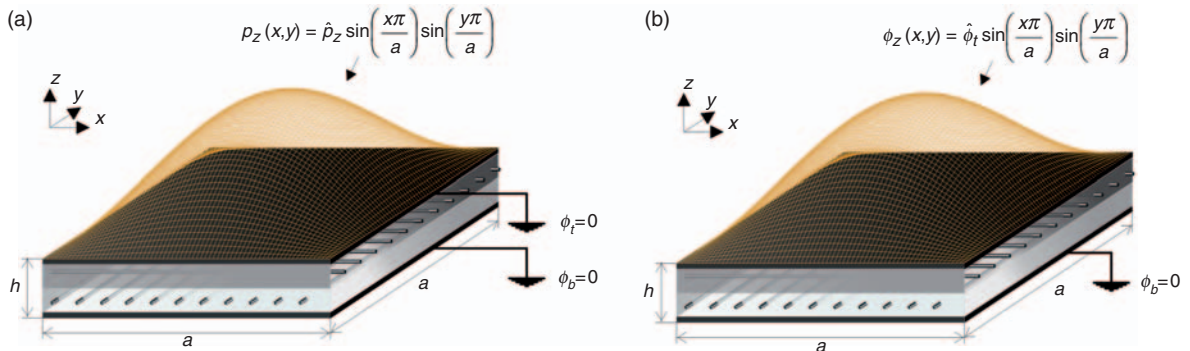 (a)
p_z (x,y) = p̂_z sin(xπ/a) sin(yπ/a)
z
y
x
ϕ_t=0
ϕ_b=0
h
a
a
(b)
ϕ_z (x,y) = ϕ̂_t sin(xπ/a) sin(yπ/a)
z
y
x
ϕ_b=0
h
a
a